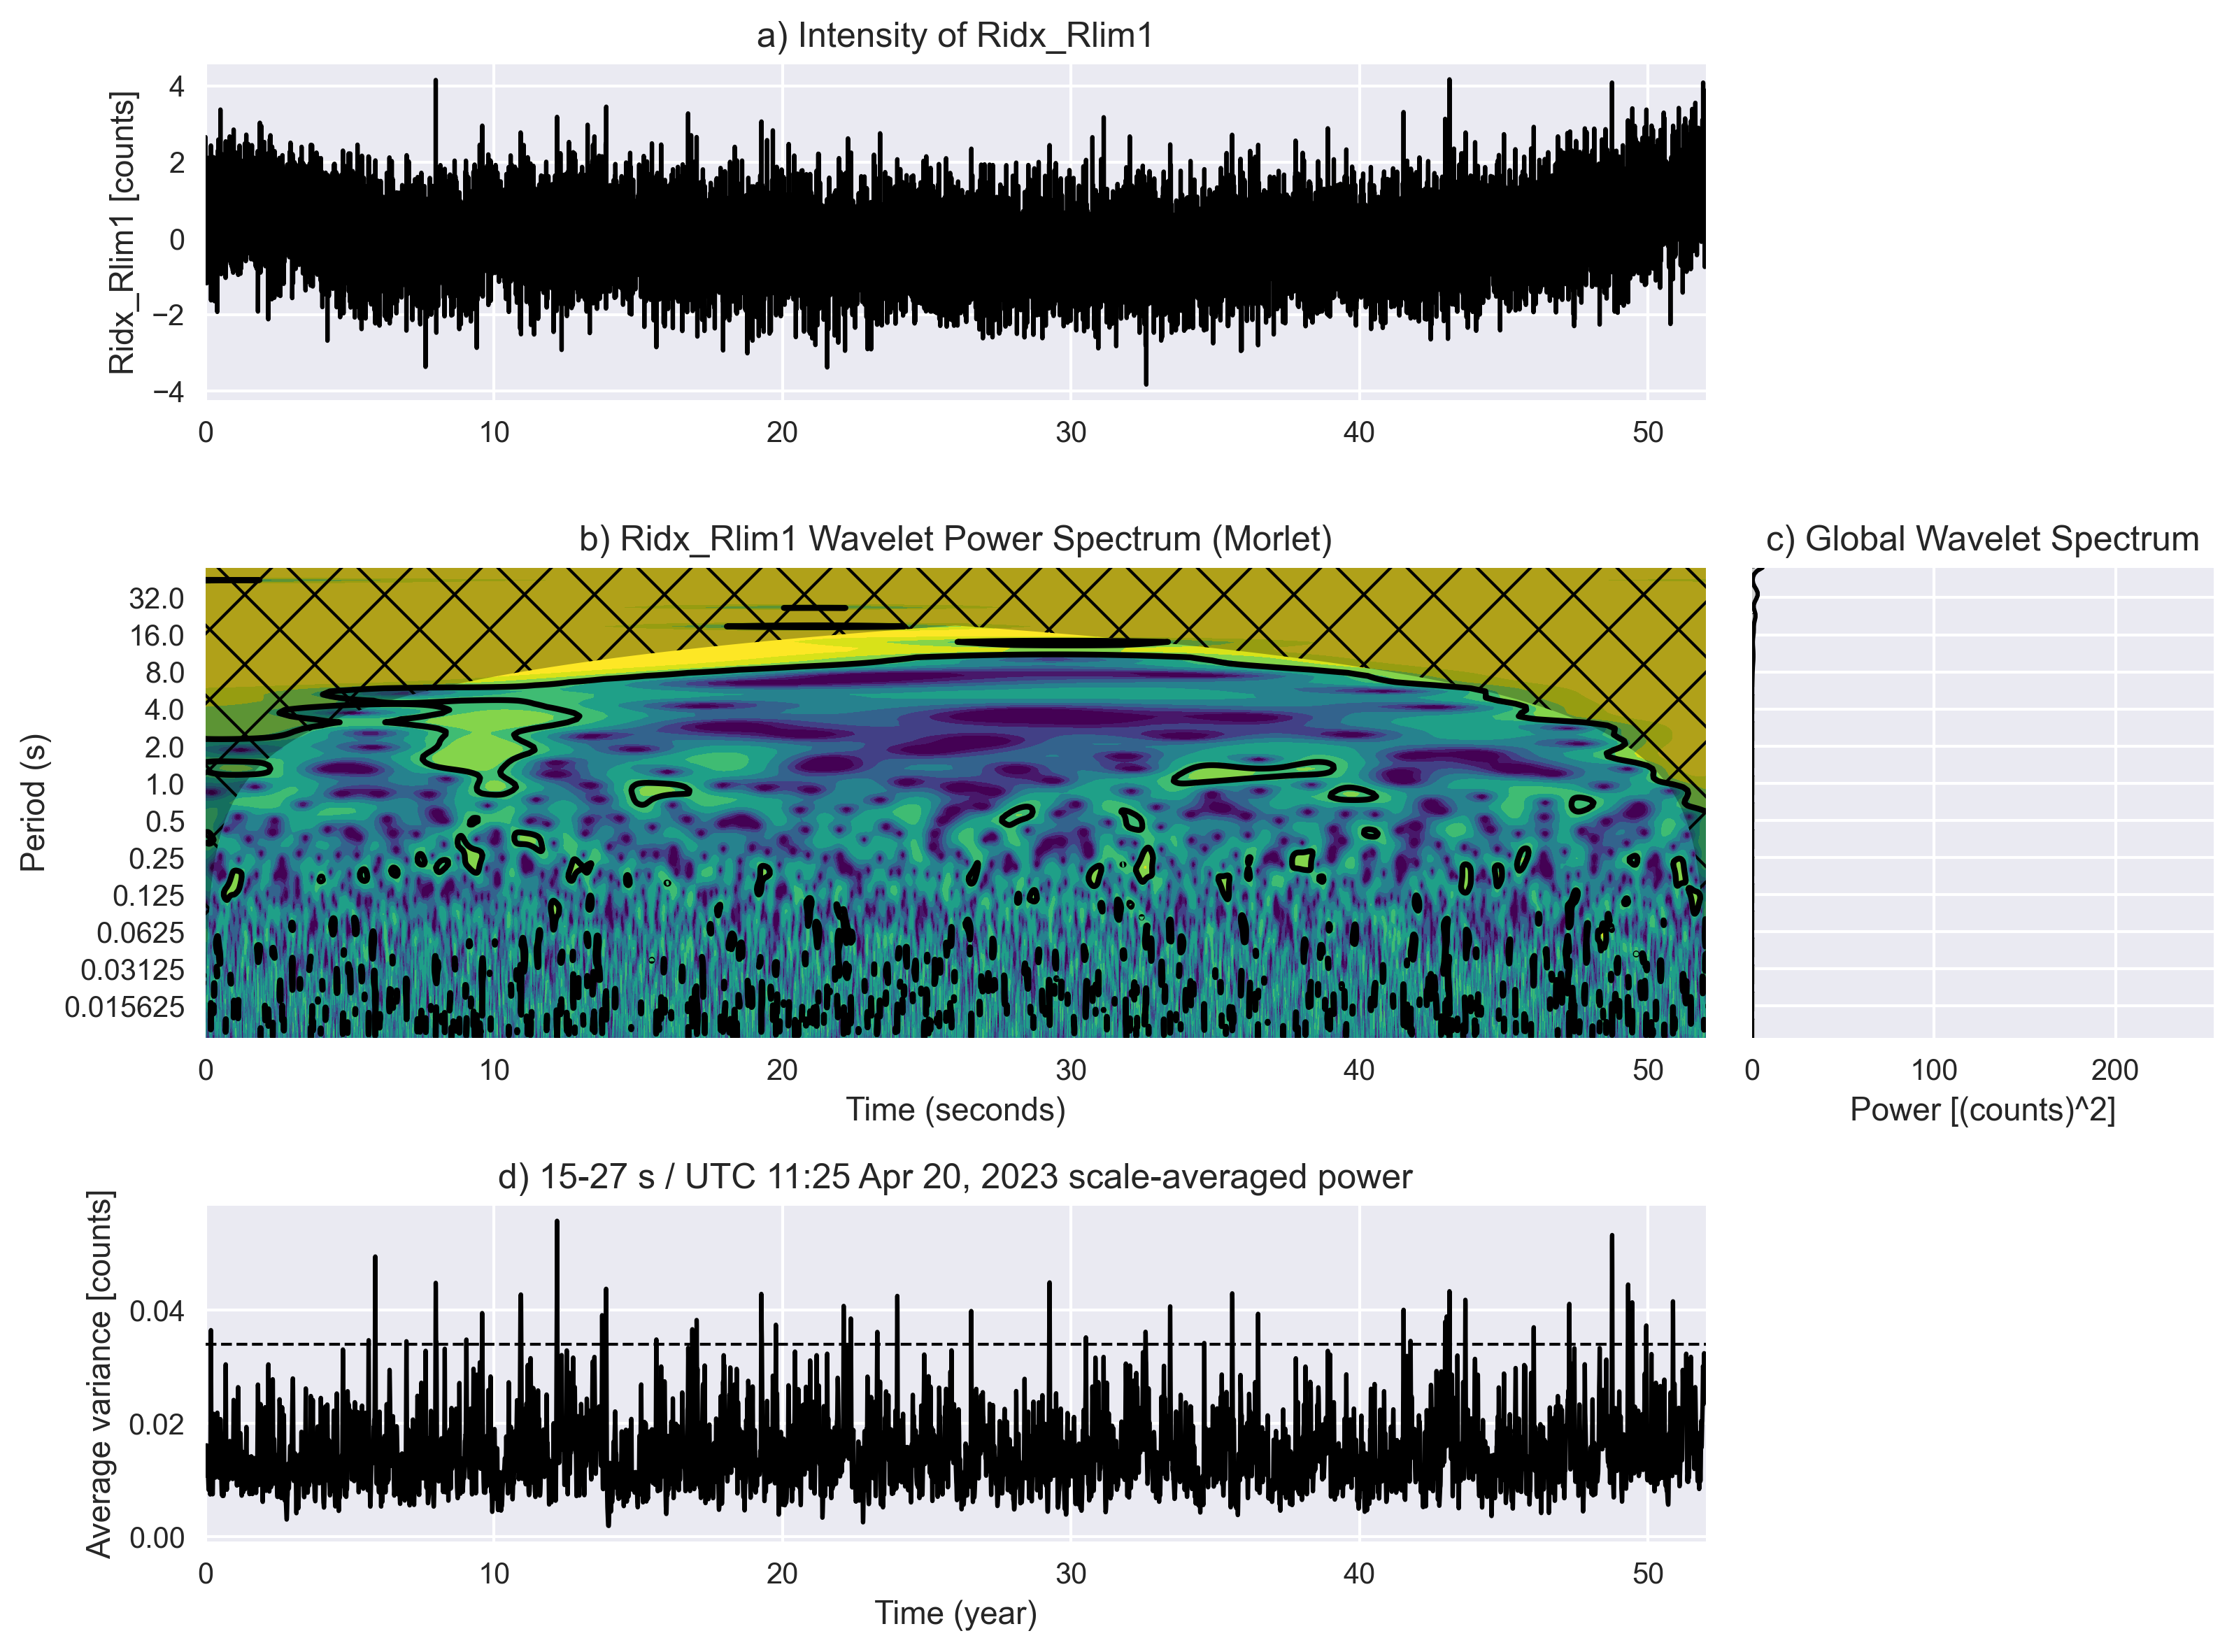 a) Intensity of Ridx_Rlim1
Ridx_Rlim1 [counts]
4
2
0
−2
−4
0 10 20 30 40 50
b) Ridx_Rlim1 Wavelet Power Spectrum (Morlet)
Period (s)
32.0
16.0
8.0
4.0
2.0
1.0
0.5
0.25
0.125
0.0625
0.03125
0.015625
0 10 20 30 40 50
Time (seconds)
c) Global Wavelet Spectrum
0 100 200
Power [(counts)^2]
d) 15-27 s / UTC 11:25 Apr 20, 2023 scale-averaged power
Average variance [counts]
0.04
0.02
0.00
0 10 20 30 40 50
Time (year)